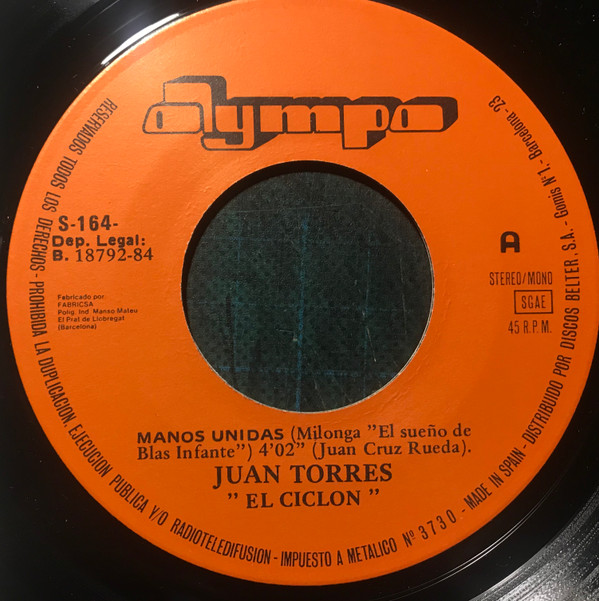 olympo
S-164-
Dep. Legal:
B. 18792-84
Fabricado por:
FABRICSA
Polig. Ind. Manso Mateu
El Prat de Llobregat
(Barcelona)
A
STEREO/MONO
SGAE
45 R.P.M.
MANOS UNIDAS (Milonga "El sueño de
Blas Infante") 4'02" (Juan Cruz Rueda).
JUAN TORRES
"EL CICLON"
RESERVADOS TODOS LOS DERECHOS - PROHIBIDA LA DUPLICACION, EJECUCION PUBLICA Y/O RADIOTELEDIFUSION - IMPUESTO A METALICO Nº 3730 - MADE IN SPAIN - DISTRIBUIDO POR DISCOS BELTER, S.A. - Gomis Nº 1, Barcelona - 23